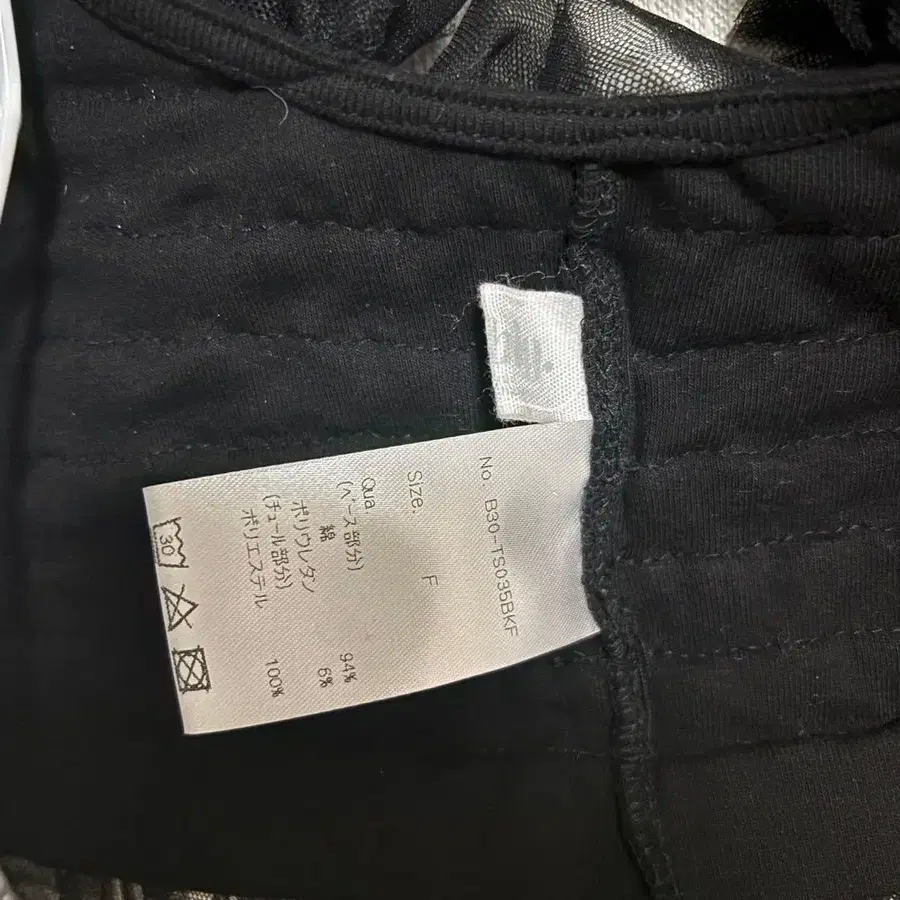 No. B30-TS035BKF
Size. F
Qua.
(ﾍﾞｰｽ部分)
綿 94%
ポリウレタン 6%
(チュール部分)
ポリエステル 100%
30